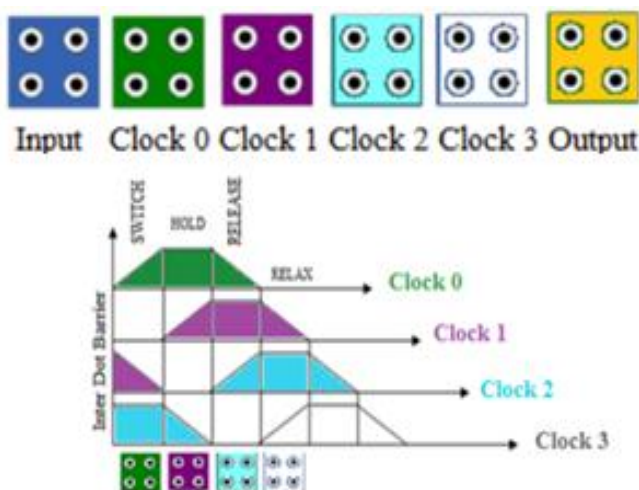 Input Clock 0 Clock 1 Clock 2 Clock 3 Output
SWITCH HOLD RELEASE RELAX
Clock 0
Clock 1
Clock 2
Clock 3
Inter Dot Barrier